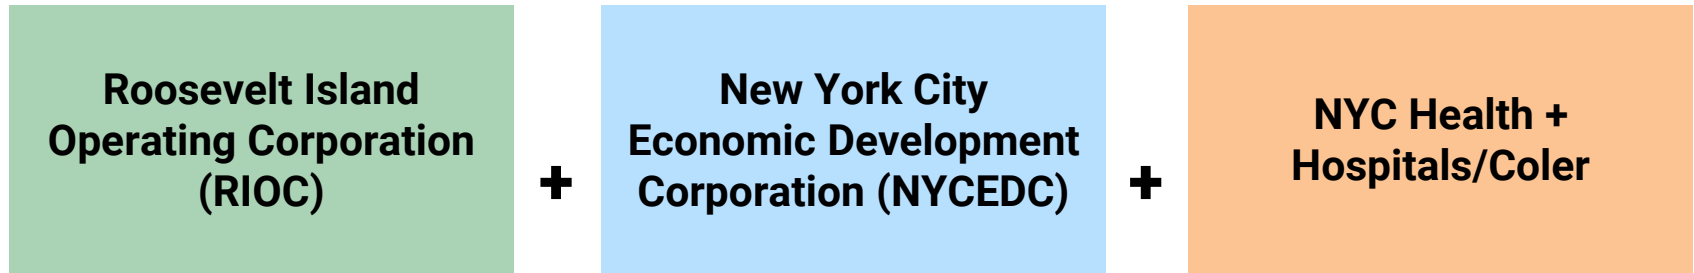 Roosevelt Island
Operating Corporation
(RIOC)
+
New York City
Economic Development
Corporation (NYCEDC)
+
NYC Health +
Hospitals/Coler